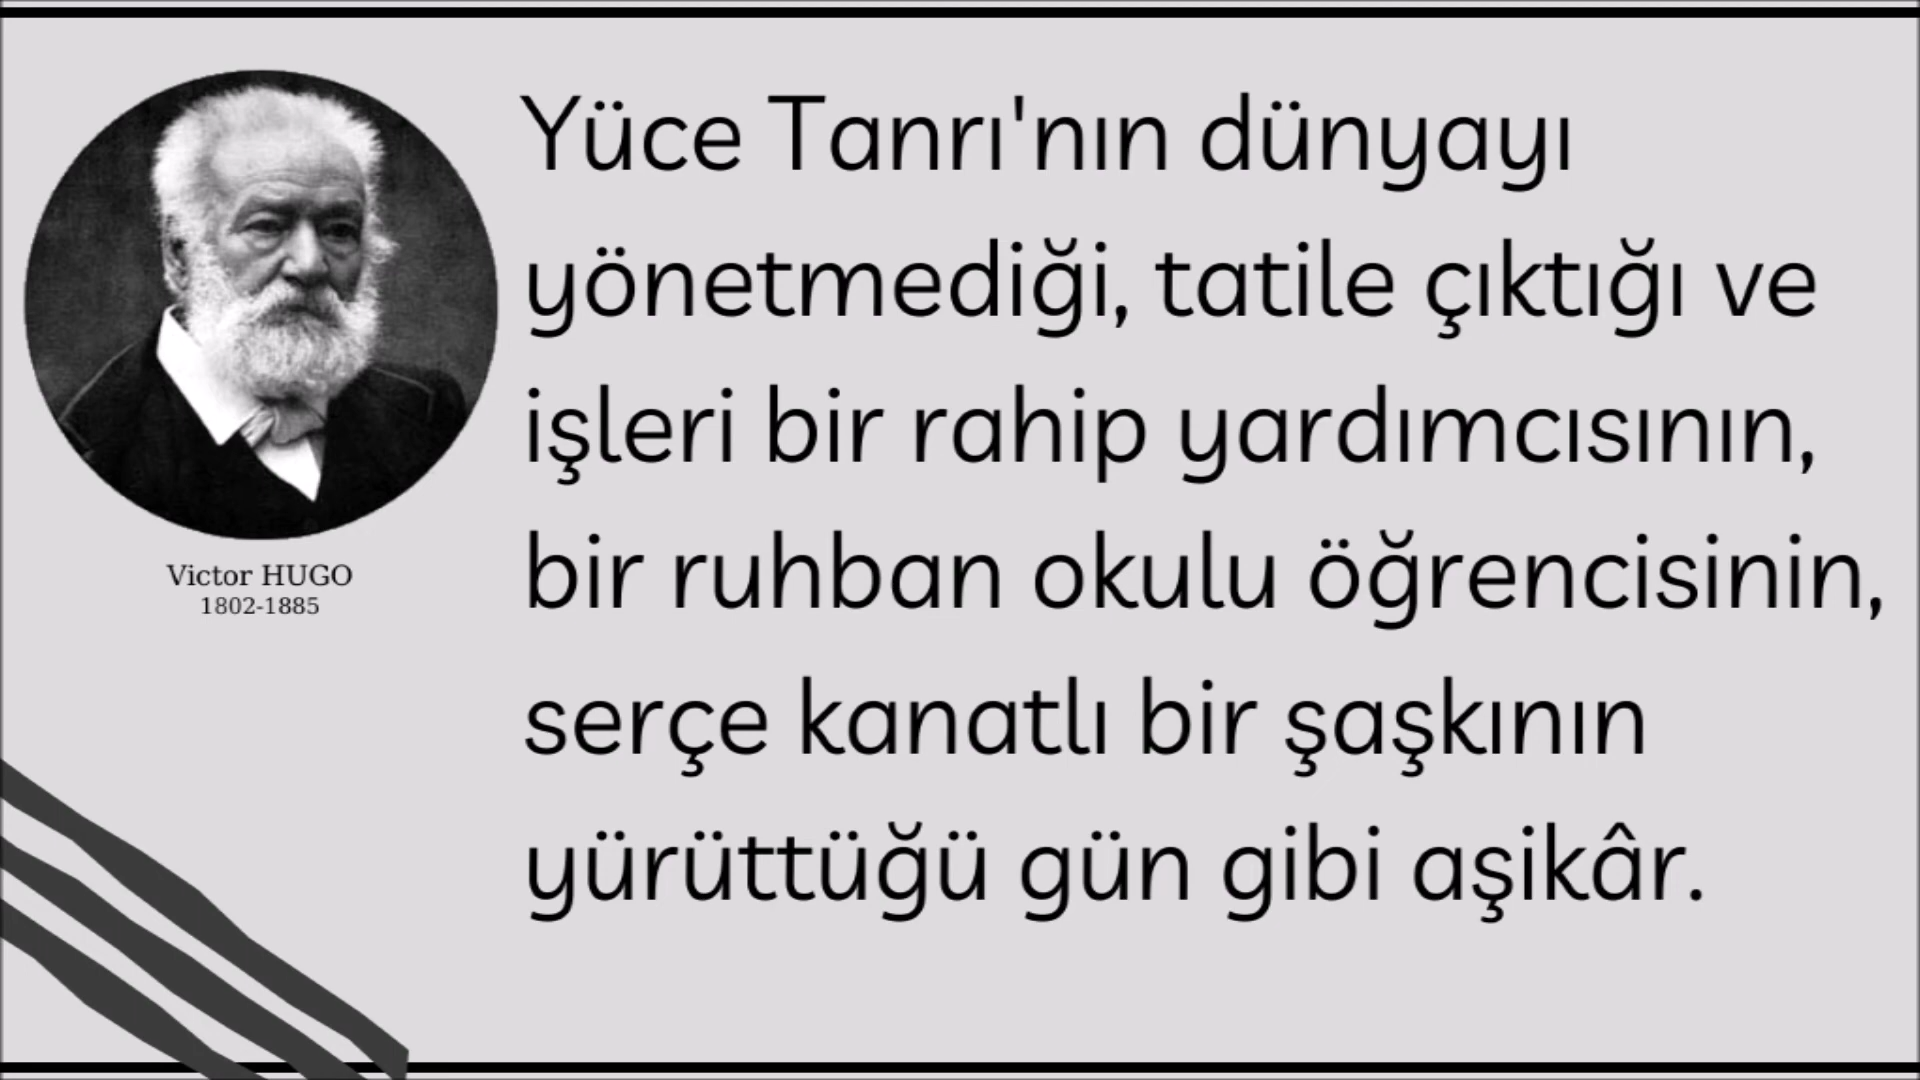 Yüce Tanrı'nın dünyayı
yönetmediği, tatile çıktığı ve
işleri bir rahip yardımcısının,
bir ruhban okulu öğrencisinin,
serçe kanatlı bir şaşkının
yürüttüğü gün gibi aşikâr.
Victor HUGO
1802-1885